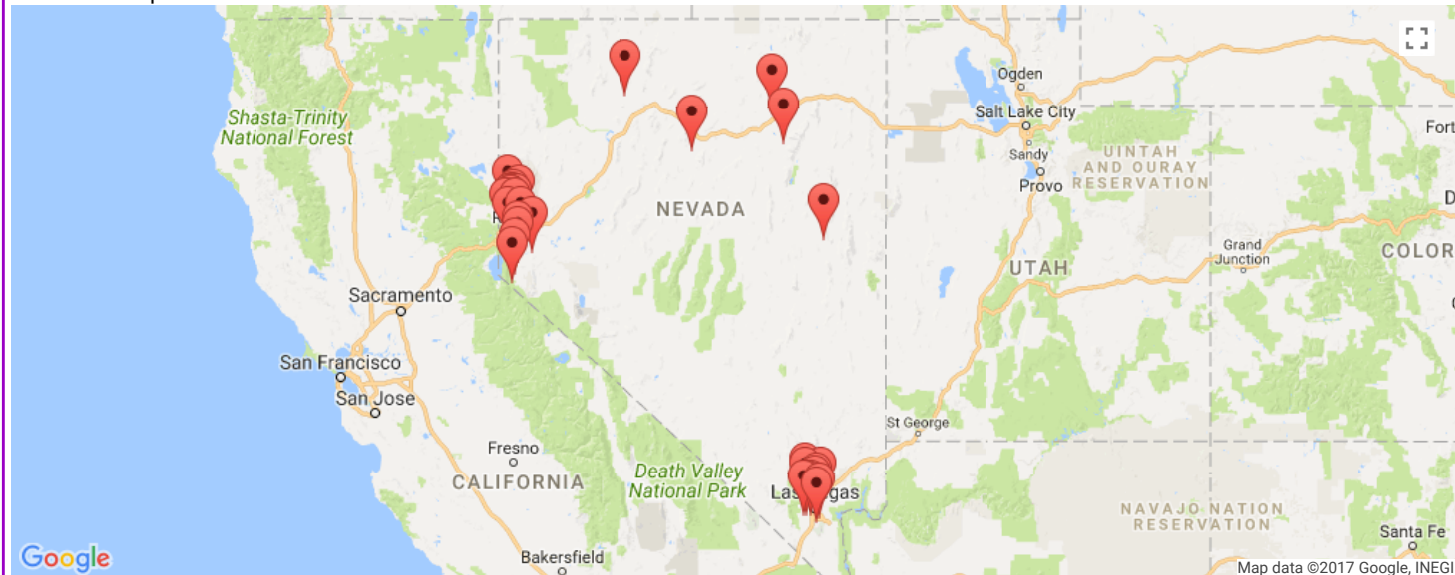 Ogden
Salt Lake City
Shasta-Trinity
National Forest
Sandy
UINTAH
AND OURAY
RESERVATION
Provo
NEVADA
Grand
Junction
COLOR
UTAH
Sacramento
San Francisco
San Jose
St George
Fresno
CALIFORNIA
Death Valley
National Park
NAVAJO NATION
RESERVATION
Santa Fe
Bakersfield
Google
Map data ©2017 Google, INEGI